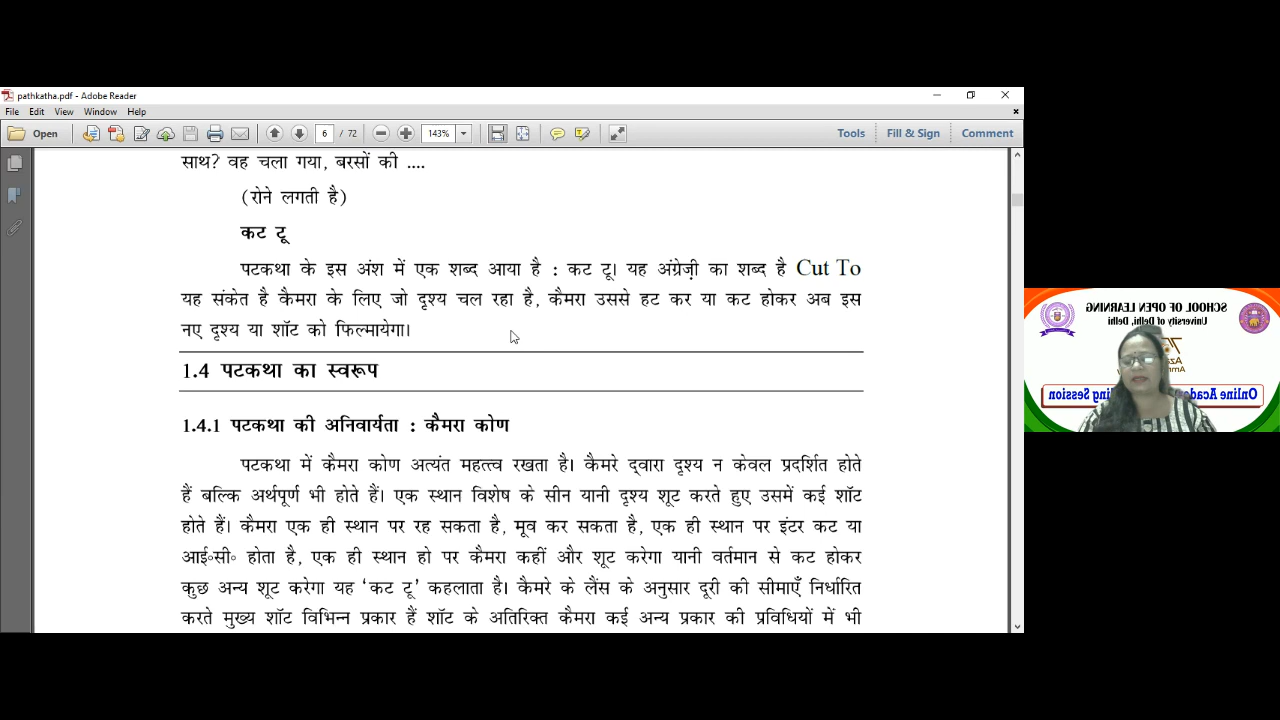 pathkatha.pdf - Adobe Reader
File Edit View Window Help
Open 6 / 72 143% Tools Fill & Sign Comment
साथ? वह चला गया, बरसों की ....
(रोने लगती है)
कट टू
पटकथा के इस अंश में एक शब्द आया है : कट टू। यह अंग्रेज़ी का शब्द है Cut To
यह संकेत है कैमरा के लिए जो दृश्य चल रहा है, कैमरा उससे हट कर या कट होकर अब इस
नए दृश्य या शॉट को फिल्मायेगा।
1.4 पटकथा का स्वरूप
1.4.1 पटकथा की अनिवार्यता : कैमरा कोण
पटकथा में कैमरा कोण अत्यंत महत्त्व रखता है। कैमरे द्वारा दृश्य न केवल प्रदर्शित होते
हैं बल्कि अर्थपूर्ण भी होते हैं। एक स्थान विशेष के सीन यानी दृश्य शूट करते हुए उसमें कई शॉट
होते हैं। कैमरा एक ही स्थान पर रह सकता है, मूव कर सकता है, एक ही स्थान पर इंटर कट या
आई॰सी॰ होता है, एक ही स्थान हो पर कैमरा कहीं और शूट करेगा यानी वर्तमान से कट होकर
कुछ अन्य शूट करेगा यह ‘कट टू’ कहलाता है। कैमरे के लैंस के अनुसार दूरी की सीमाएँ निर्धारित
करते मुख्य शॉट विभिन्न प्रकार हैं शॉट के अतिरिक्त कैमरा कई अन्य प्रकार की प्रविधियों में भी
SCHOOL OF OPEN LEARNING
University of Delhi, Delhi
Online Session